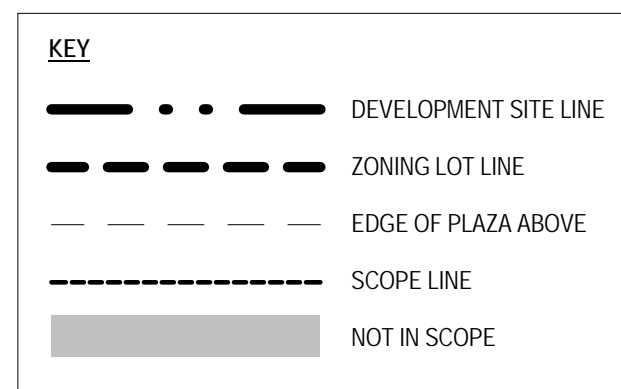 KEY
DEVELOPMENT SITE LINE
ZONING LOT LINE
EDGE OF PLAZA ABOVE
SCOPE LINE
NOT IN SCOPE